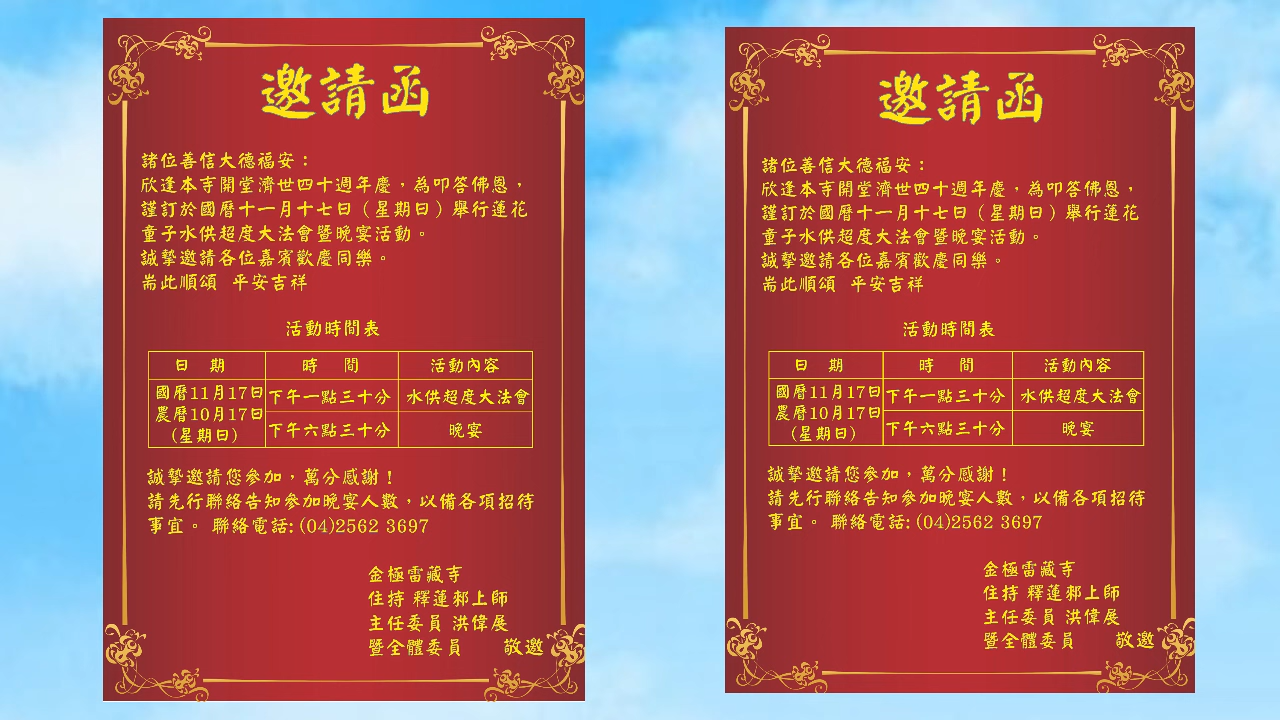 邀請函
諸位善信大德福安：
欣逢本寺開堂濟世四十週年慶，為叩答佛恩，
謹訂於國曆十一月十七日（星期日）舉行蓮花
童子水供超度大法會暨晚宴活動。
誠摯邀請各位嘉賓歡慶同樂。
耑此順頌 平安吉祥
活動時間表
日 期 時 間 活動內容
國曆11月17日 下午一點三十分 水供超度大法會
農曆10月17日
(星期日) 下午六點三十分 晚宴
誠摯邀請您參加，萬分感謝！
請先行聯絡告知參加晚宴人數，以備各項招待
事宜。 聯絡電話: (04)2562 3697
金極雷藏寺
住持 釋蓮郲上師
主任委員 洪偉展
暨全體委員 敬邀
邀請函
諸位善信大德福安：
欣逢本寺開堂濟世四十週年慶，為叩答佛恩，
謹訂於國曆十一月十七日（星期日）舉行蓮花
童子水供超度大法會暨晚宴活動。
誠摯邀請各位嘉賓歡慶同樂。
耑此順頌 平安吉祥
活動時間表
日 期 時 間 活動內容
國曆11月17日 下午一點三十分 水供超度大法會
農曆10月17日
(星期日) 下午六點三十分 晚宴
誠摯邀請您參加，萬分感謝！
請先行聯絡告知參加晚宴人數，以備各項招待
事宜。 聯絡電話: (04)2562 3697
金極雷藏寺
住持 釋蓮郲上師
主任委員 洪偉展
暨全體委員 敬邀